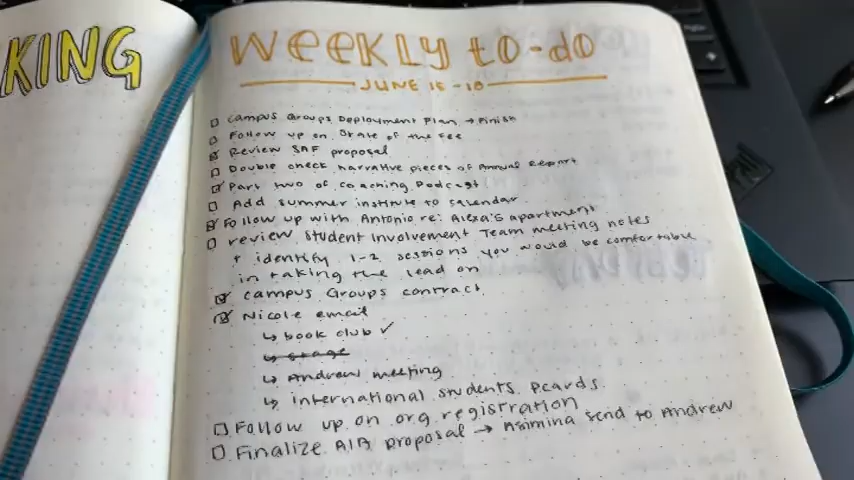 KING
WEEKLY to-do
JUNE 15-18
Campus Groups Deployment Plan → Finish
Follow up on State of the Fee
Review SAF proposal
Double check narrative pieces of Annual Report
Part two of coaching Podcast
Add summer institute to calendar
Follow up with Antonio re: Alexa's apartment
review Student Involvement Team meeting notes
+ identify 1-2 sessions you would be comfortable
in taking the lead on
Campus Groups contract
Nicole email
↳ book club ✓
↳ stage
↳ Andrew meeting
↳ international students pcards
Follow up on org registration
Finalize AIA proposal → Asimina send to Andrew